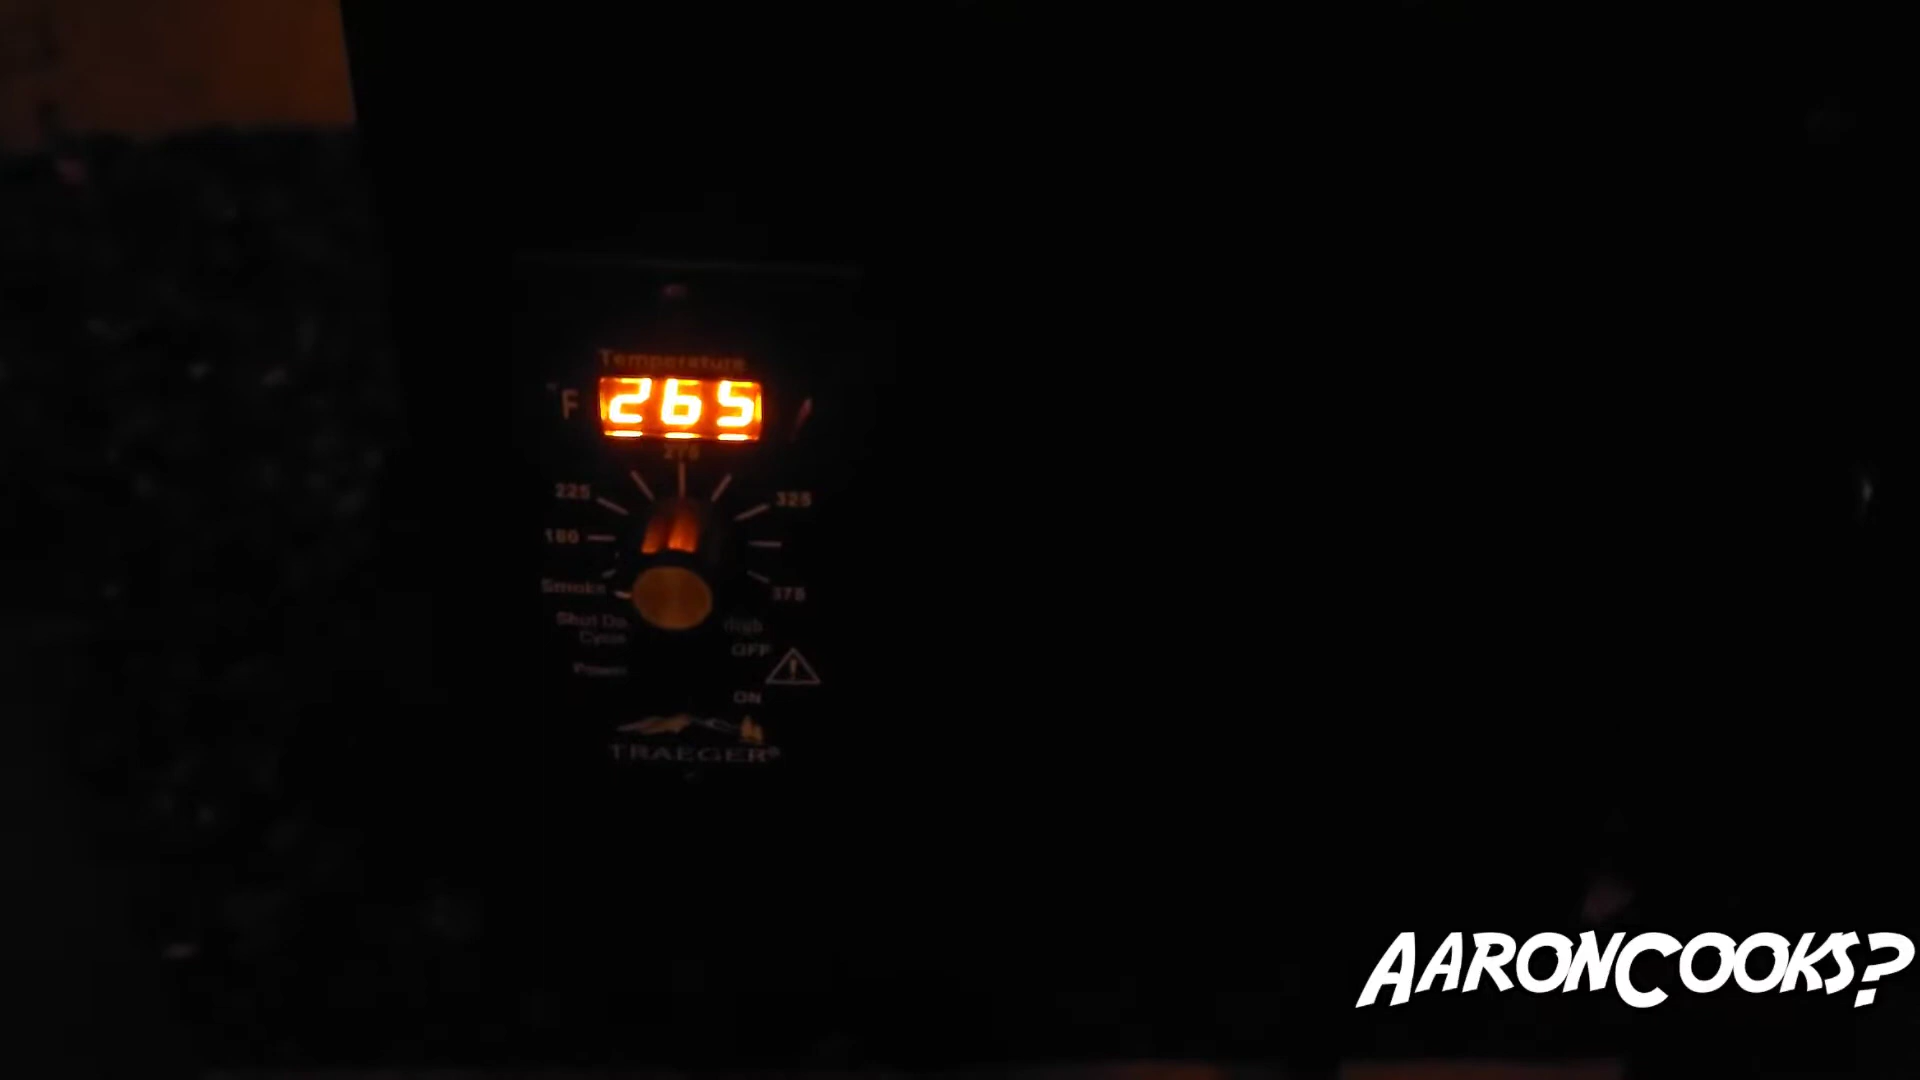 Temperature
°F 265
275
225 325
180
Smoke 375
Shut Do
Cycle High
OFF
Power
ON
TRAEGER®
AARONCOOKS?